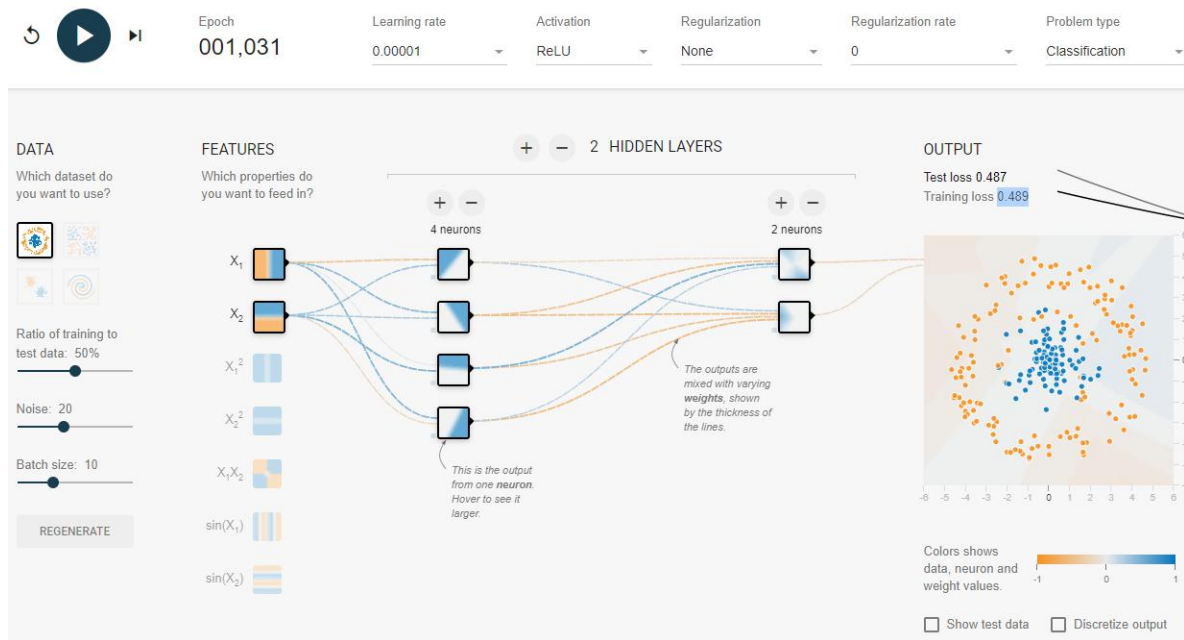 Epoch
001,031
Learning rate
0.00001
Activation
ReLU
Regularization
None
Regularization rate
0
Problem type
Classification
DATA
Which dataset do
you want to use?
Ratio of training to
test data: 50%
Noise: 20
Batch size: 10
REGENERATE
FEATURES
Which properties do
you want to feed in?
X₁
X₂
X₁²
X₂²
X₁X₂
sin(X₁)
sin(X₂)
+ − 2 HIDDEN LAYERS
+ −
4 neurons
+ −
2 neurons
This is the output
from one neuron.
Hover to see it
larger.
The outputs are
mixed with varying
weights, shown
by the thickness of
the lines.
OUTPUT
Test loss 0.487
Training loss 0.489
-6 -5 -4 -3 -2 -1 0 1 2 3 4 5 6
Colors shows
data, neuron and
weight values.
-1 0 1
Show test data
Discretize output